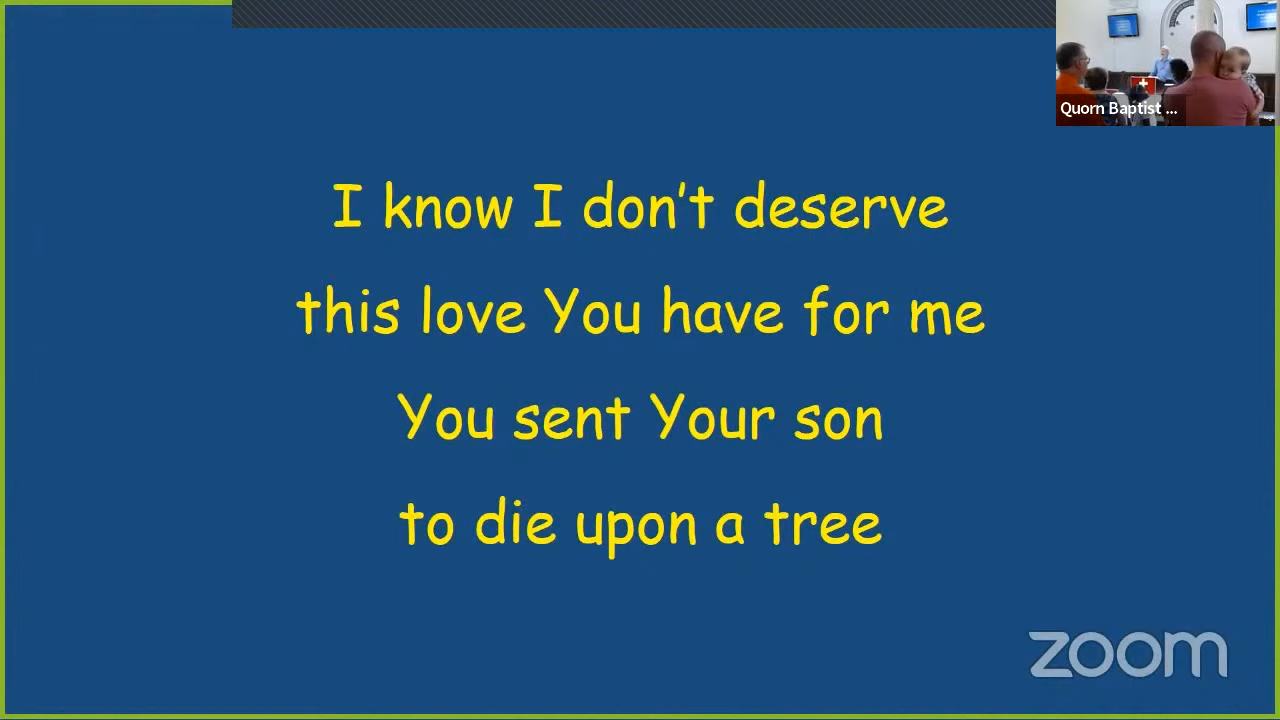 Quorn Baptist ...
I know I don't deserve
this love You have for me
You sent Your son
to die upon a tree
zoom